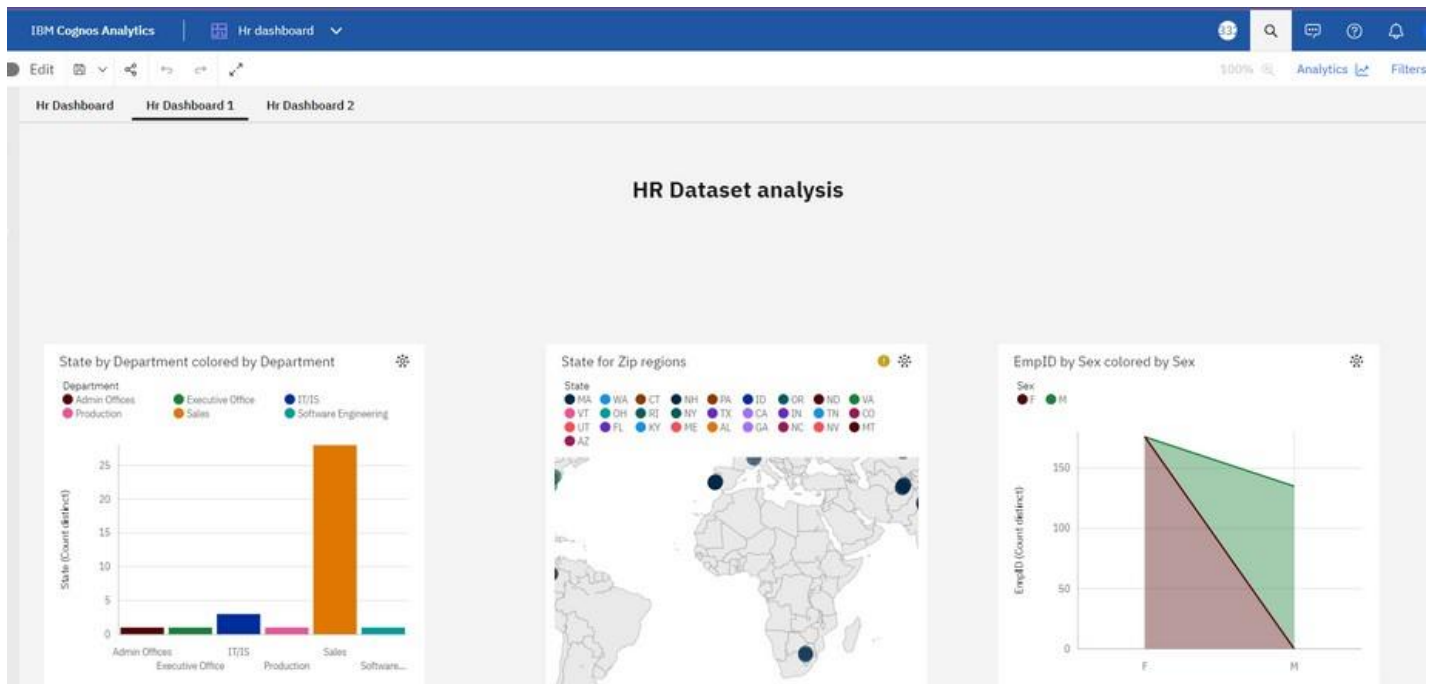 IBM Cognos Analytics Hr dashboard
Edit 100% Analytics Filters
Hr Dashboard Hr Dashboard 1 Hr Dashboard 2
HR Dataset analysis
State by Department colored by Department
Department
Admin Offices Executive Office IT/IS
Production Sales Software Engineering
25
20
15
10
5
0
State (Count distinct)
Admin Offices IT/IS Sales
Executive Office Production Software...
State for Zip regions
State
MA WA CT NH PA ID OR ND VA
VT OH RI NY TX CA IN TN CO
UT FL KY ME AL GA NC NV MT
AZ
EmpID by Sex colored by Sex
Sex
F M
150
100
50
0
EmpID (Count distinct)
F M